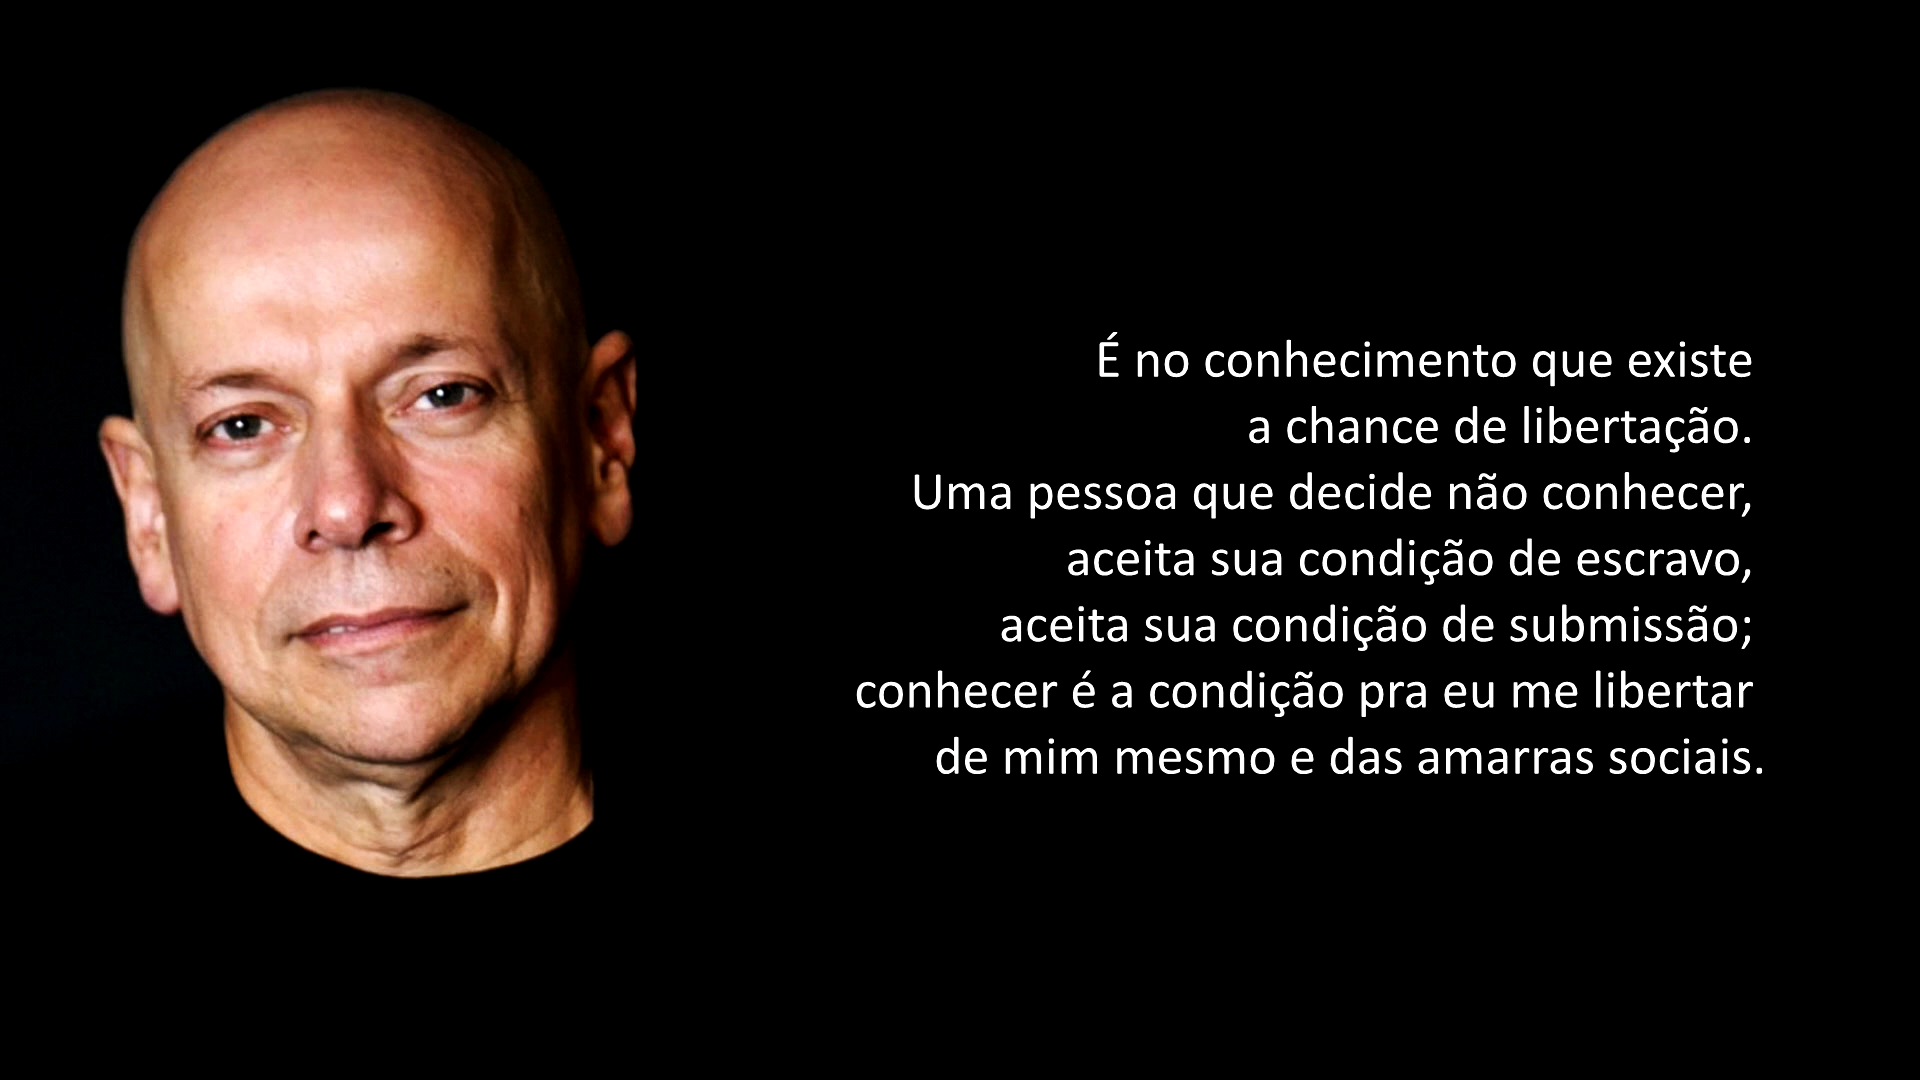 É no conhecimento que existe
a chance de libertação.
Uma pessoa que decide não conhecer,
aceita sua condição de escravo,
aceita sua condição de submissão;
conhecer é a condição pra eu me libertar
de mim mesmo e das amarras sociais.